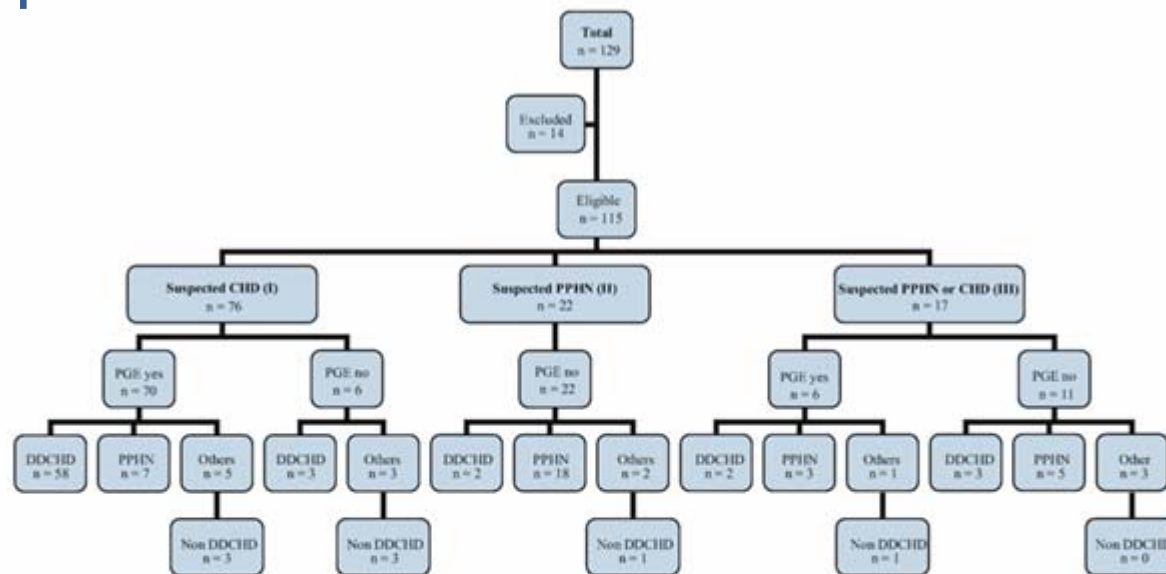 Total
n = 129
Excluded
n = 14
Eligible
n = 115
Suspected CHD (I)
n = 76
Suspected PPHN (II)
n = 22
Suspected PPHN or CHD (III)
n = 17
PGE yes
n = 70
PGE no
n = 6
PGE no
n = 22
PGE yes
n = 6
PGE no
n = 11
DDCHD
n = 58
PPHN
n = 7
Others
n = 5
DDCHD
n = 3
Others
n = 3
DDCHD
n = 2
PPHN
n = 18
Others
n = 2
DDCHD
n = 2
PPHN
n = 3
Others
n = 1
DDCHD
n = 3
PPHN
n = 5
Other
n = 3
Non DDCHD
n = 3
Non DDCHD
n = 3
Non DDCHD
n = 1
Non DDCHD
n = 1
Non DDCHD
n = 0